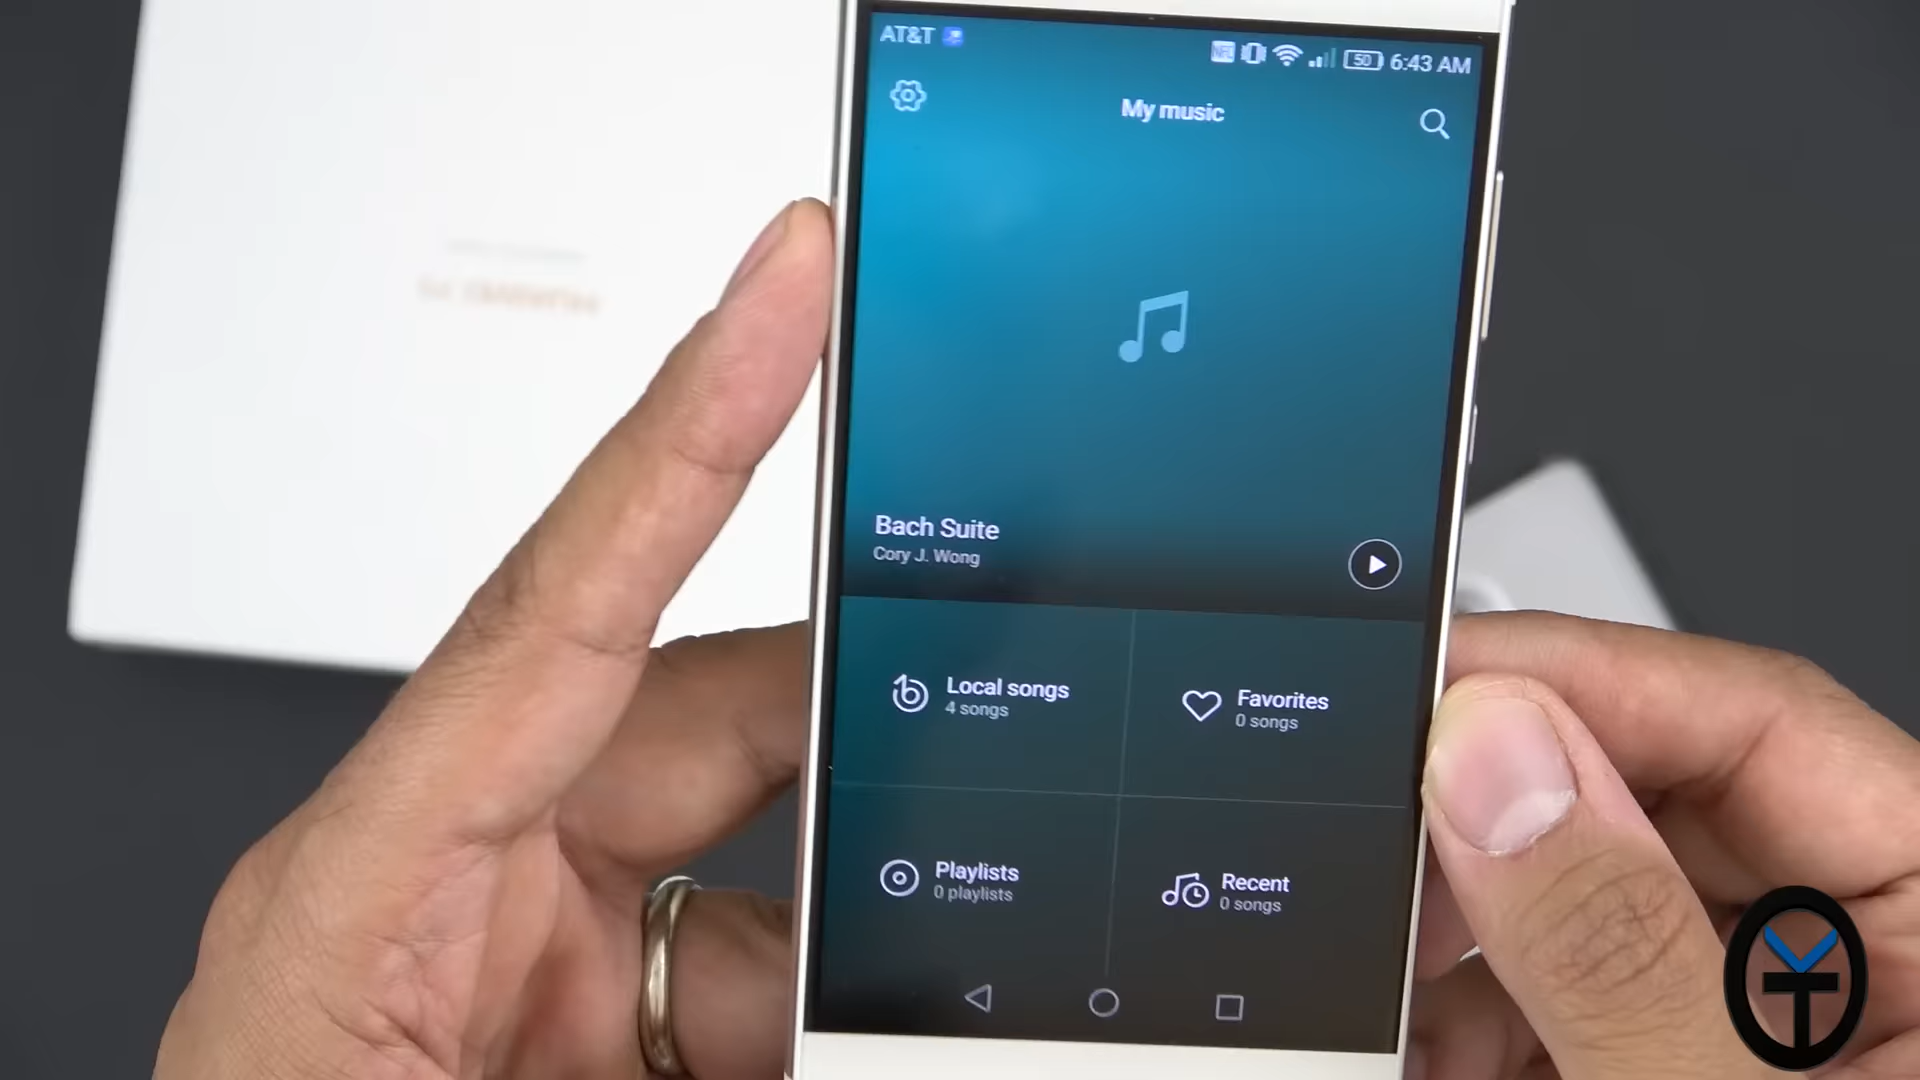 AT&T
50 6:43 AM
My music
Bach Suite
Cory J. Wong
Local songs
4 songs
Favorites
0 songs
Playlists
0 playlists
Recent
0 songs